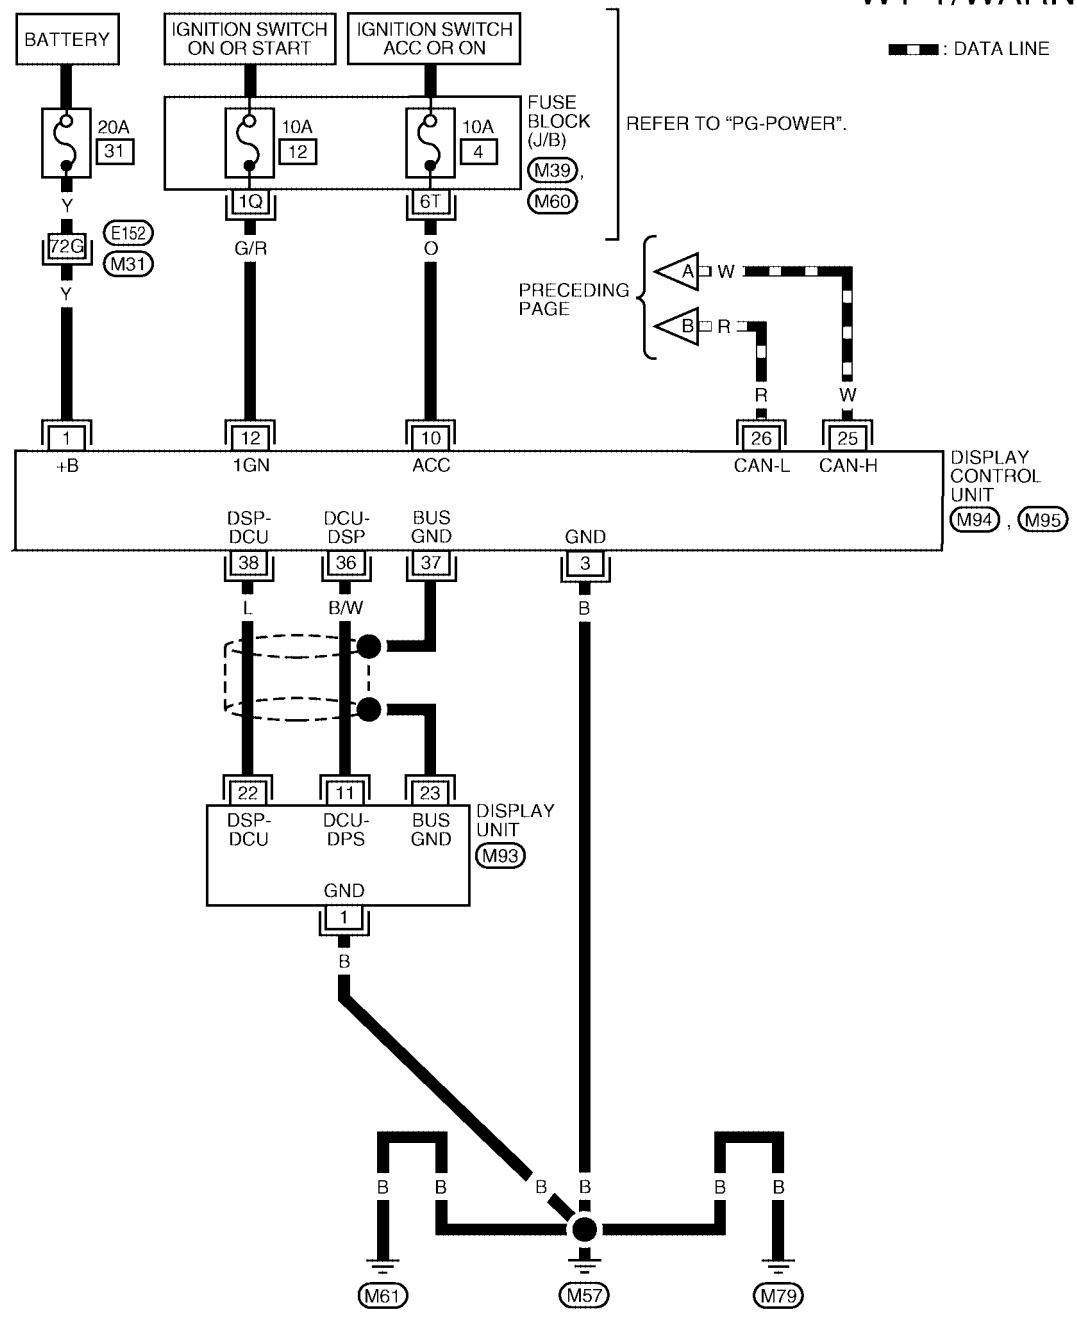 : DATA LINE
BATTERY
IGNITION SWITCH
ON OR START
IGNITION SWITCH
ACC OR ON
20A
31
10A
12
10A
4
FUSE
BLOCK
(J/B)
M39 ,
M60
REFER TO “PG-POWER”.
Y
1Q
6T
72G
E152
M31
G/R
O
Y
PRECEDING
PAGE
A W
B R
R
W
1
12
10
26
25
+B
1GN
ACC
CAN-L
CAN-H
DISPLAY
CONTROL
UNIT
M94 , M95
DSP-
DCU
DCU-
DSP
BUS
GND
GND
38
36
37
3
L
B/W
B
22
11
23
DSP-
DCU
DCU-
DPS
BUS
GND
DISPLAY
UNIT
M93
GND
1
B
B
B
B
B
B
B
M61
M57
M79